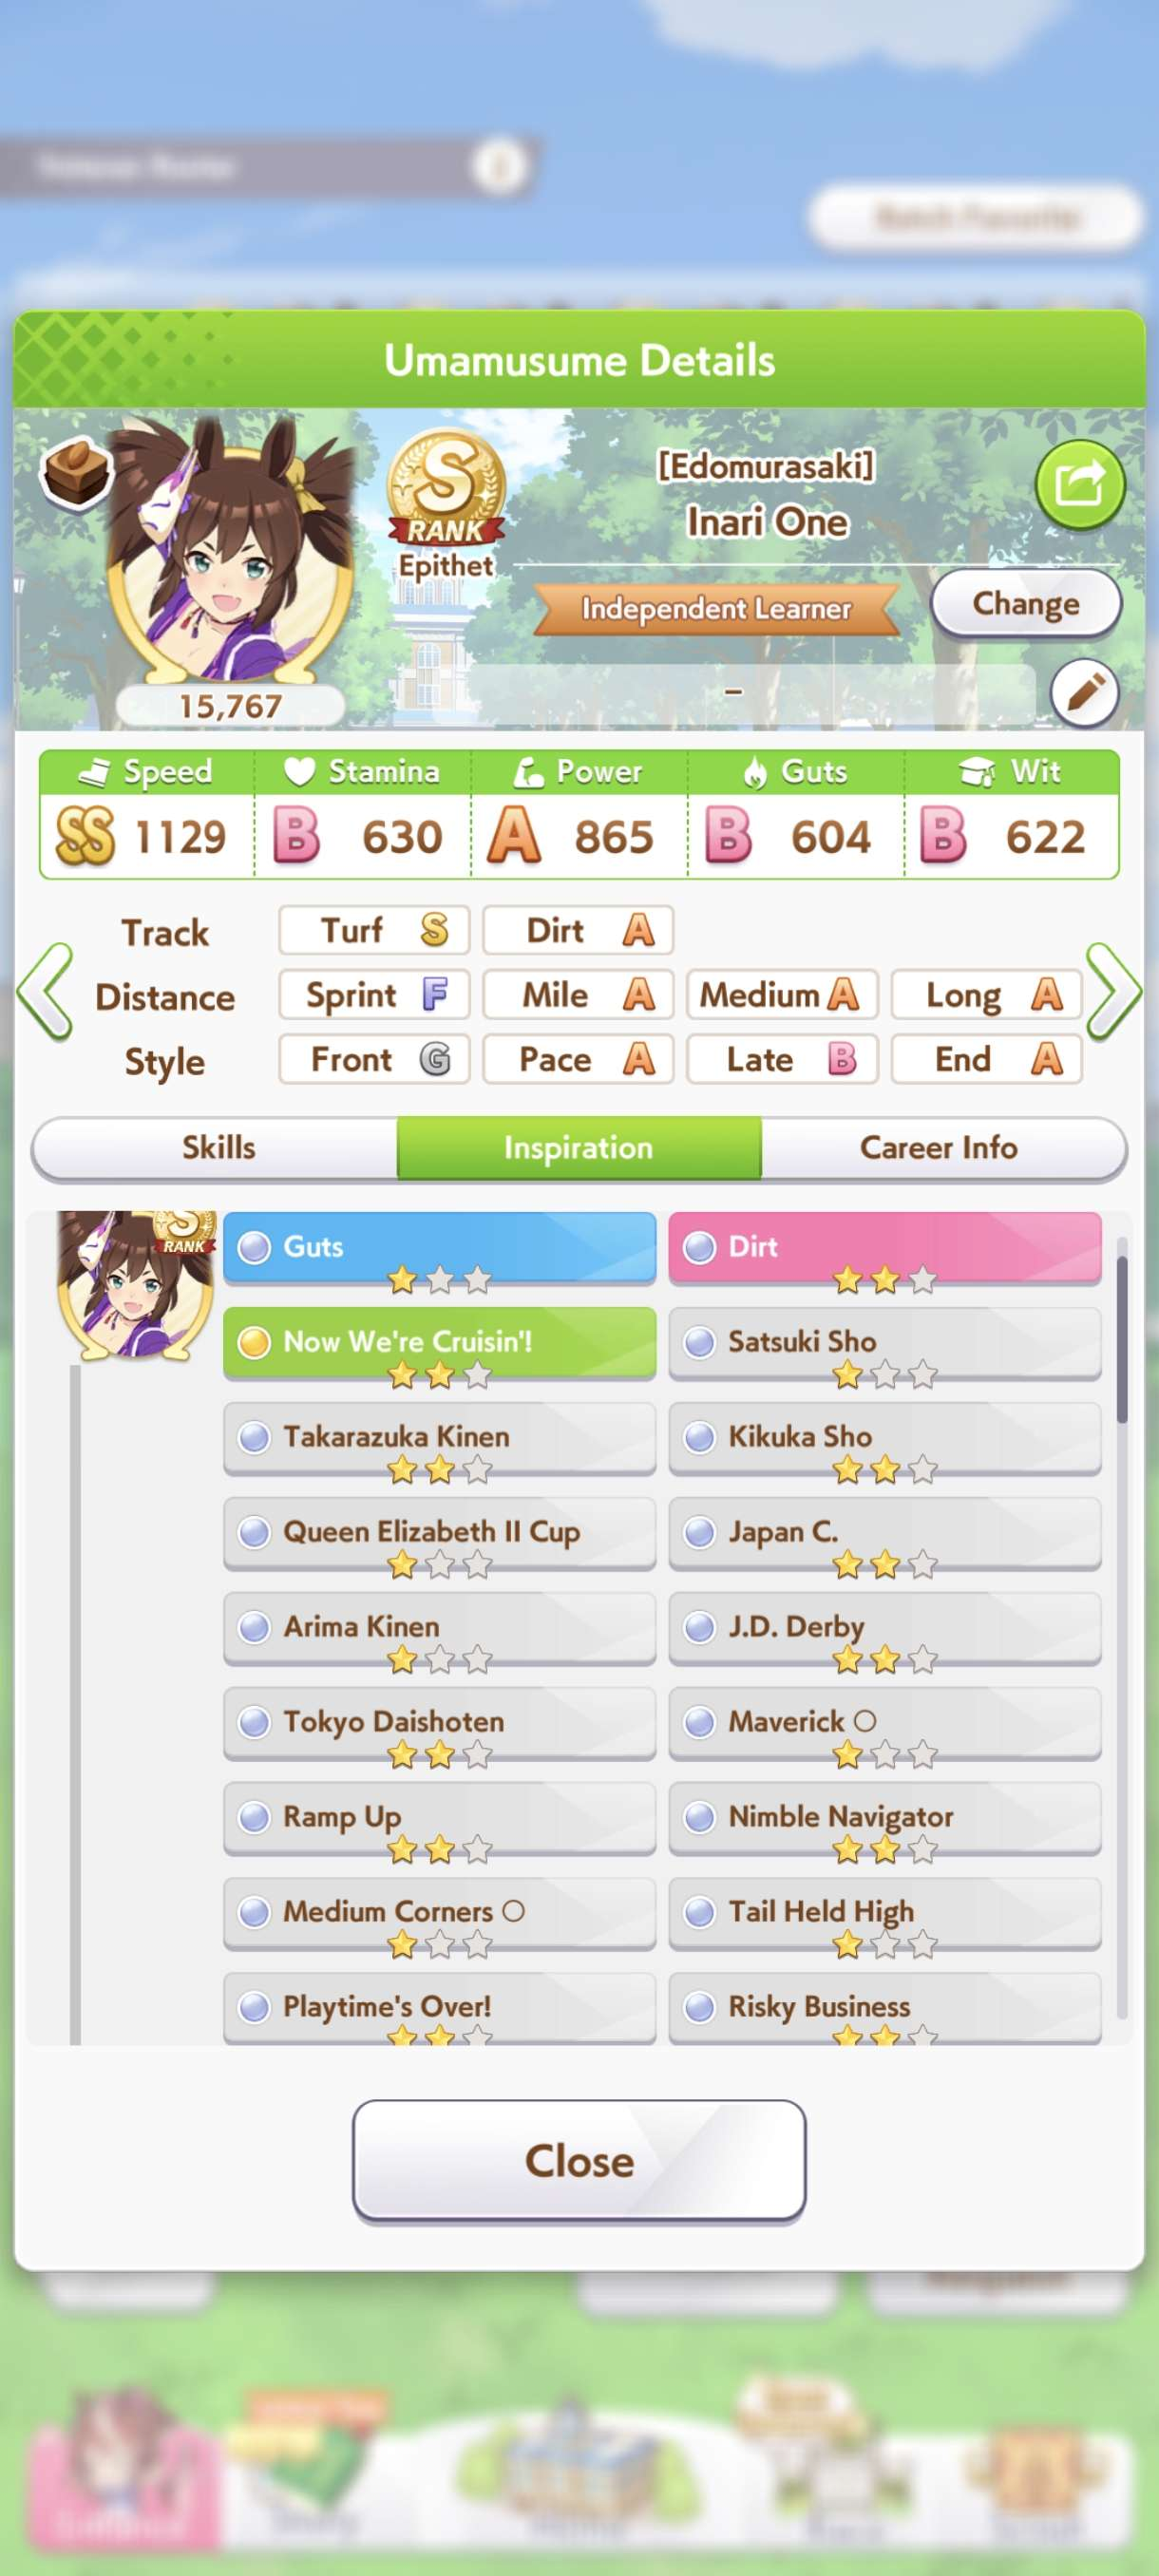 Umamusume Details
S
RANK
Epithet
[Edomurasaki]
Inari One
Independent Learner
Change
15,767
–
Speed Stamina Power Guts Wit
SS 1129 B 630 A 865 B 604 B 622
Track Turf S Dirt A
Distance Sprint F Mile A Medium A Long A
Style Front G Pace A Late B End A
Skills Inspiration Career Info
S
RANK
Guts Dirt
Now We're Cruisin'! Satsuki Sho
Takarazuka Kinen Kikuka Sho
Queen Elizabeth II Cup Japan C.
Arima Kinen J.D. Derby
Tokyo Daishoten Maverick ○
Ramp Up Nimble Navigator
Medium Corners ○ Tail Held High
Playtime's Over! Risky Business
Close